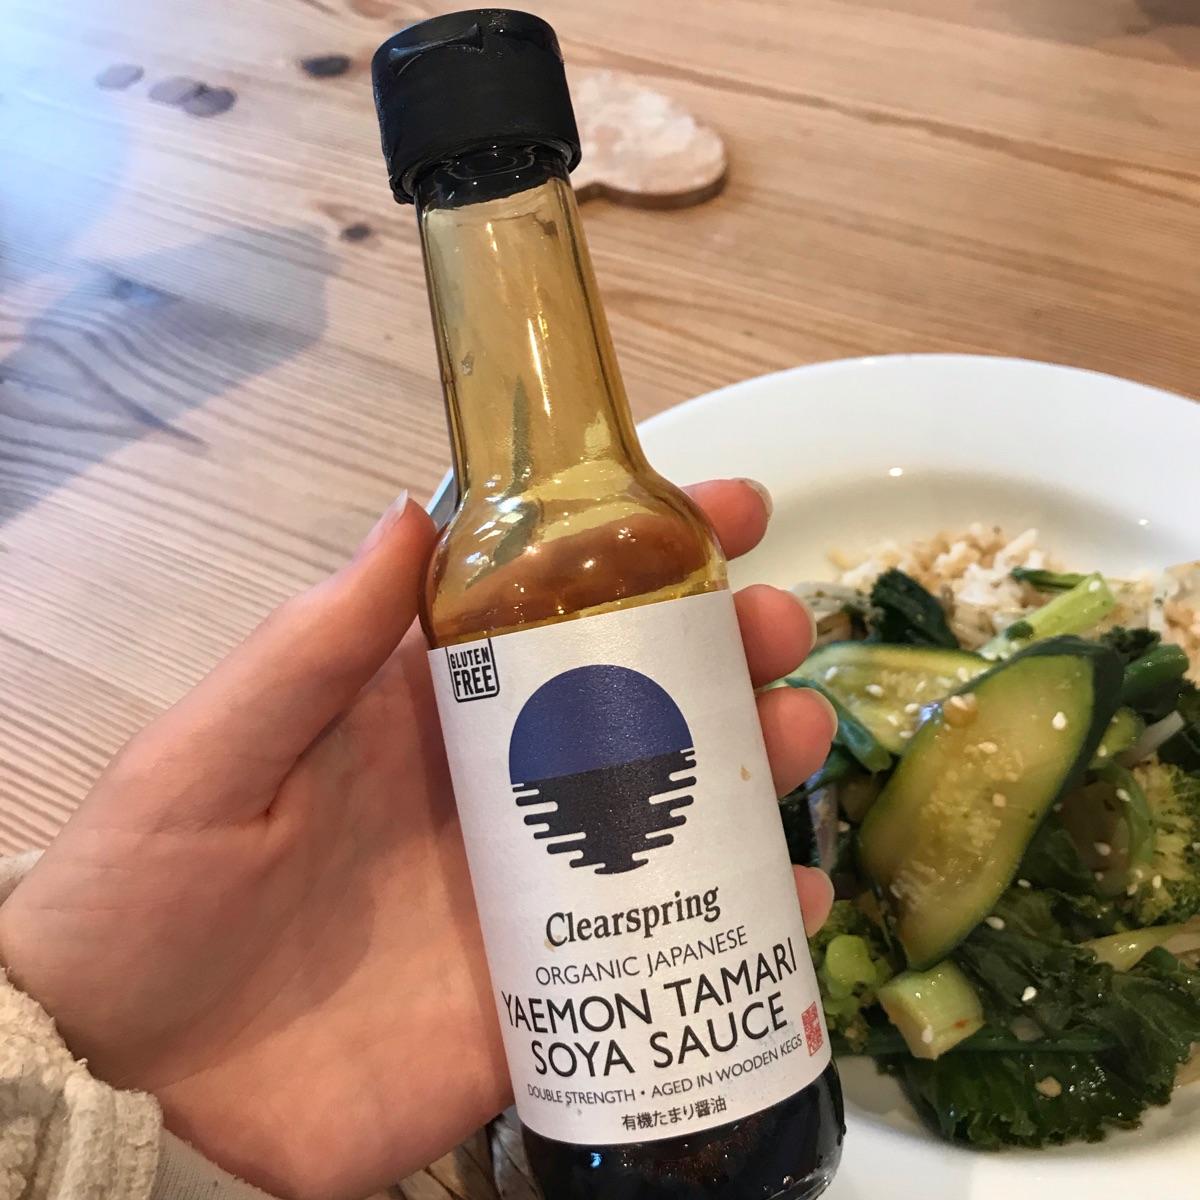 GLUTEN
FREE
Clearspring
ORGANIC JAPANESE
YAEMON TAMARI
SOYA SAUCE
DOUBLE STRENGTH • AGED IN WOODEN KEGS
有機たまり醤油